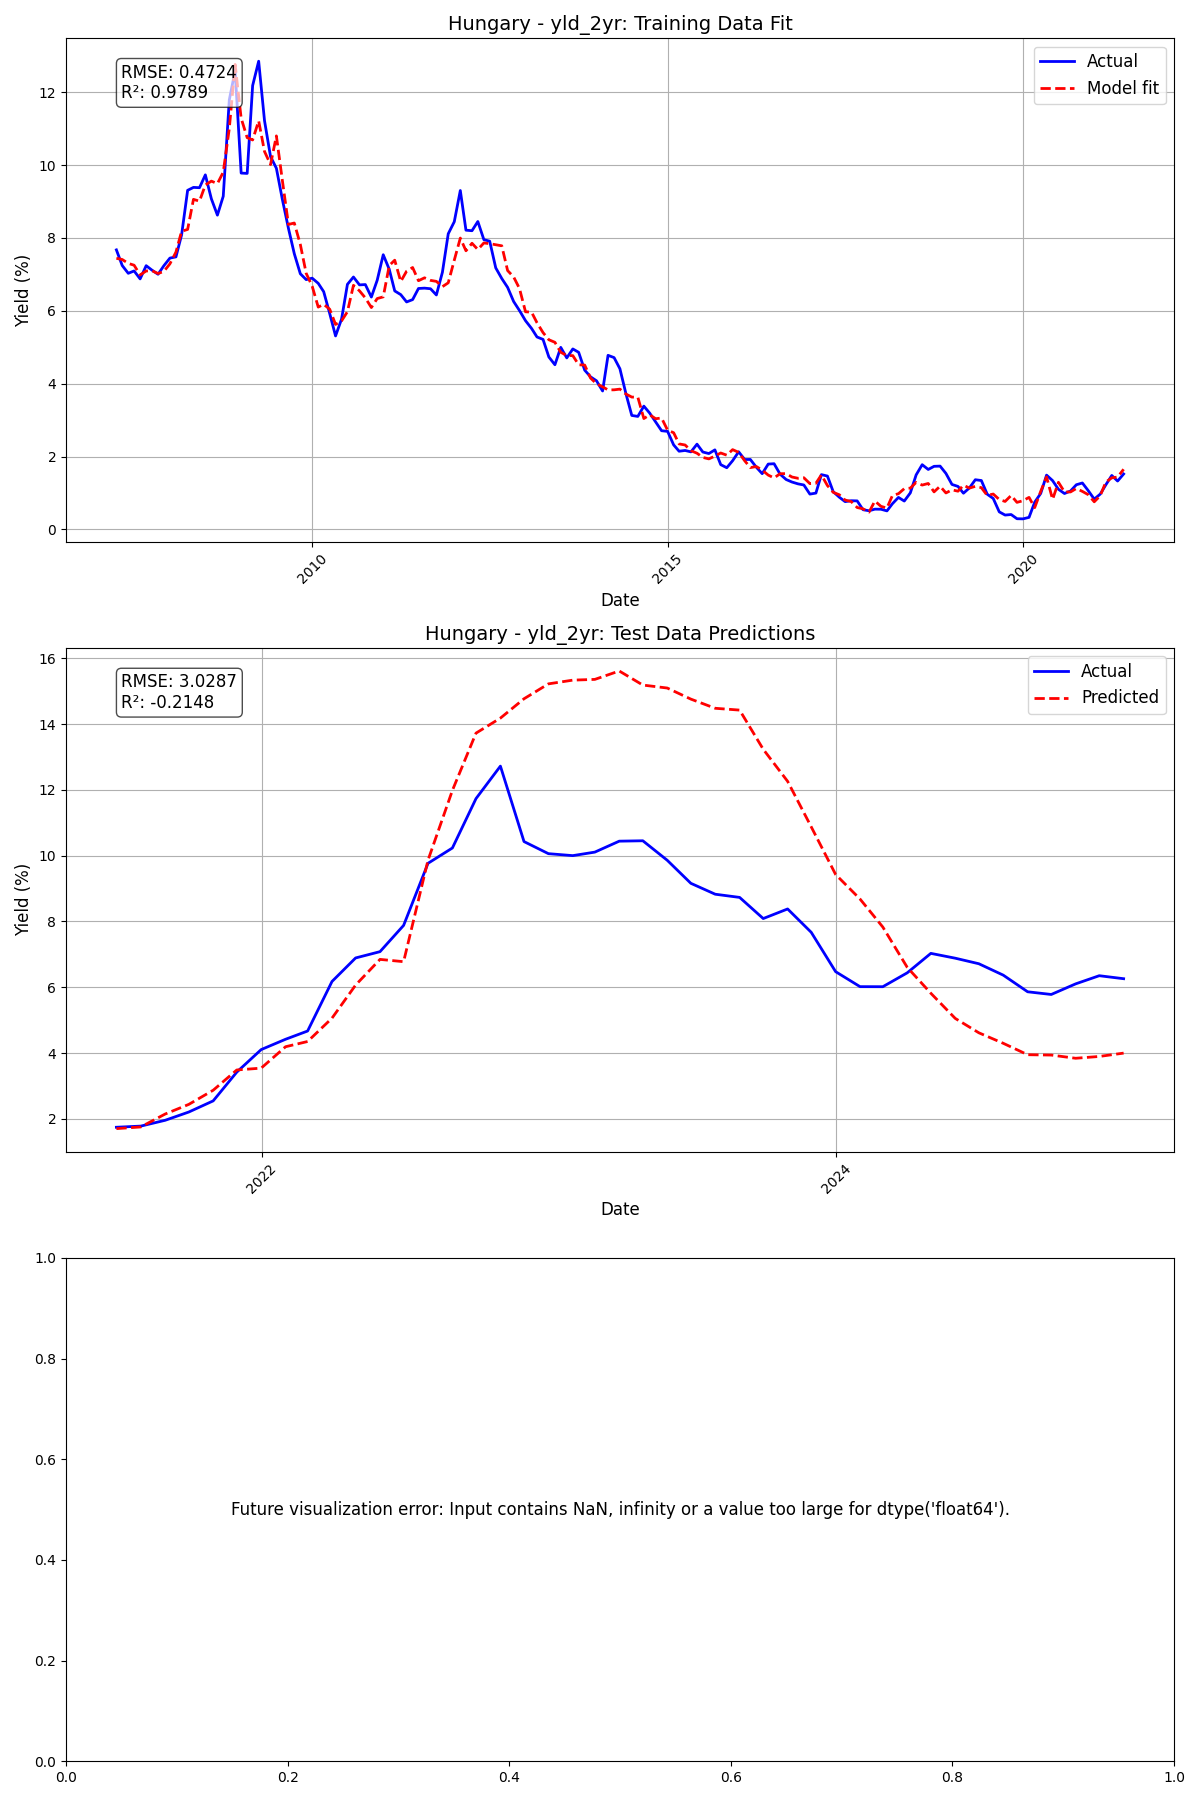 Hungary - yld_2yr: Training Data Fit
RMSE: 0.4724
R²: 0.9789
Actual
Model fit
Yield (%)
12
10
8
6
4
2
0
2010
2015
2020
Date
Hungary - yld_2yr: Test Data Predictions
RMSE: 3.0287
R²: -0.2148
Actual
Predicted
Yield (%)
16
14
12
10
8
6
4
2
2022
2024
Date
1.0
0.8
0.6
0.4
0.2
0.0
Future visualization error: Input contains NaN, infinity or a value too large for dtype('float64').
0.0
0.2
0.4
0.6
0.8
1.0